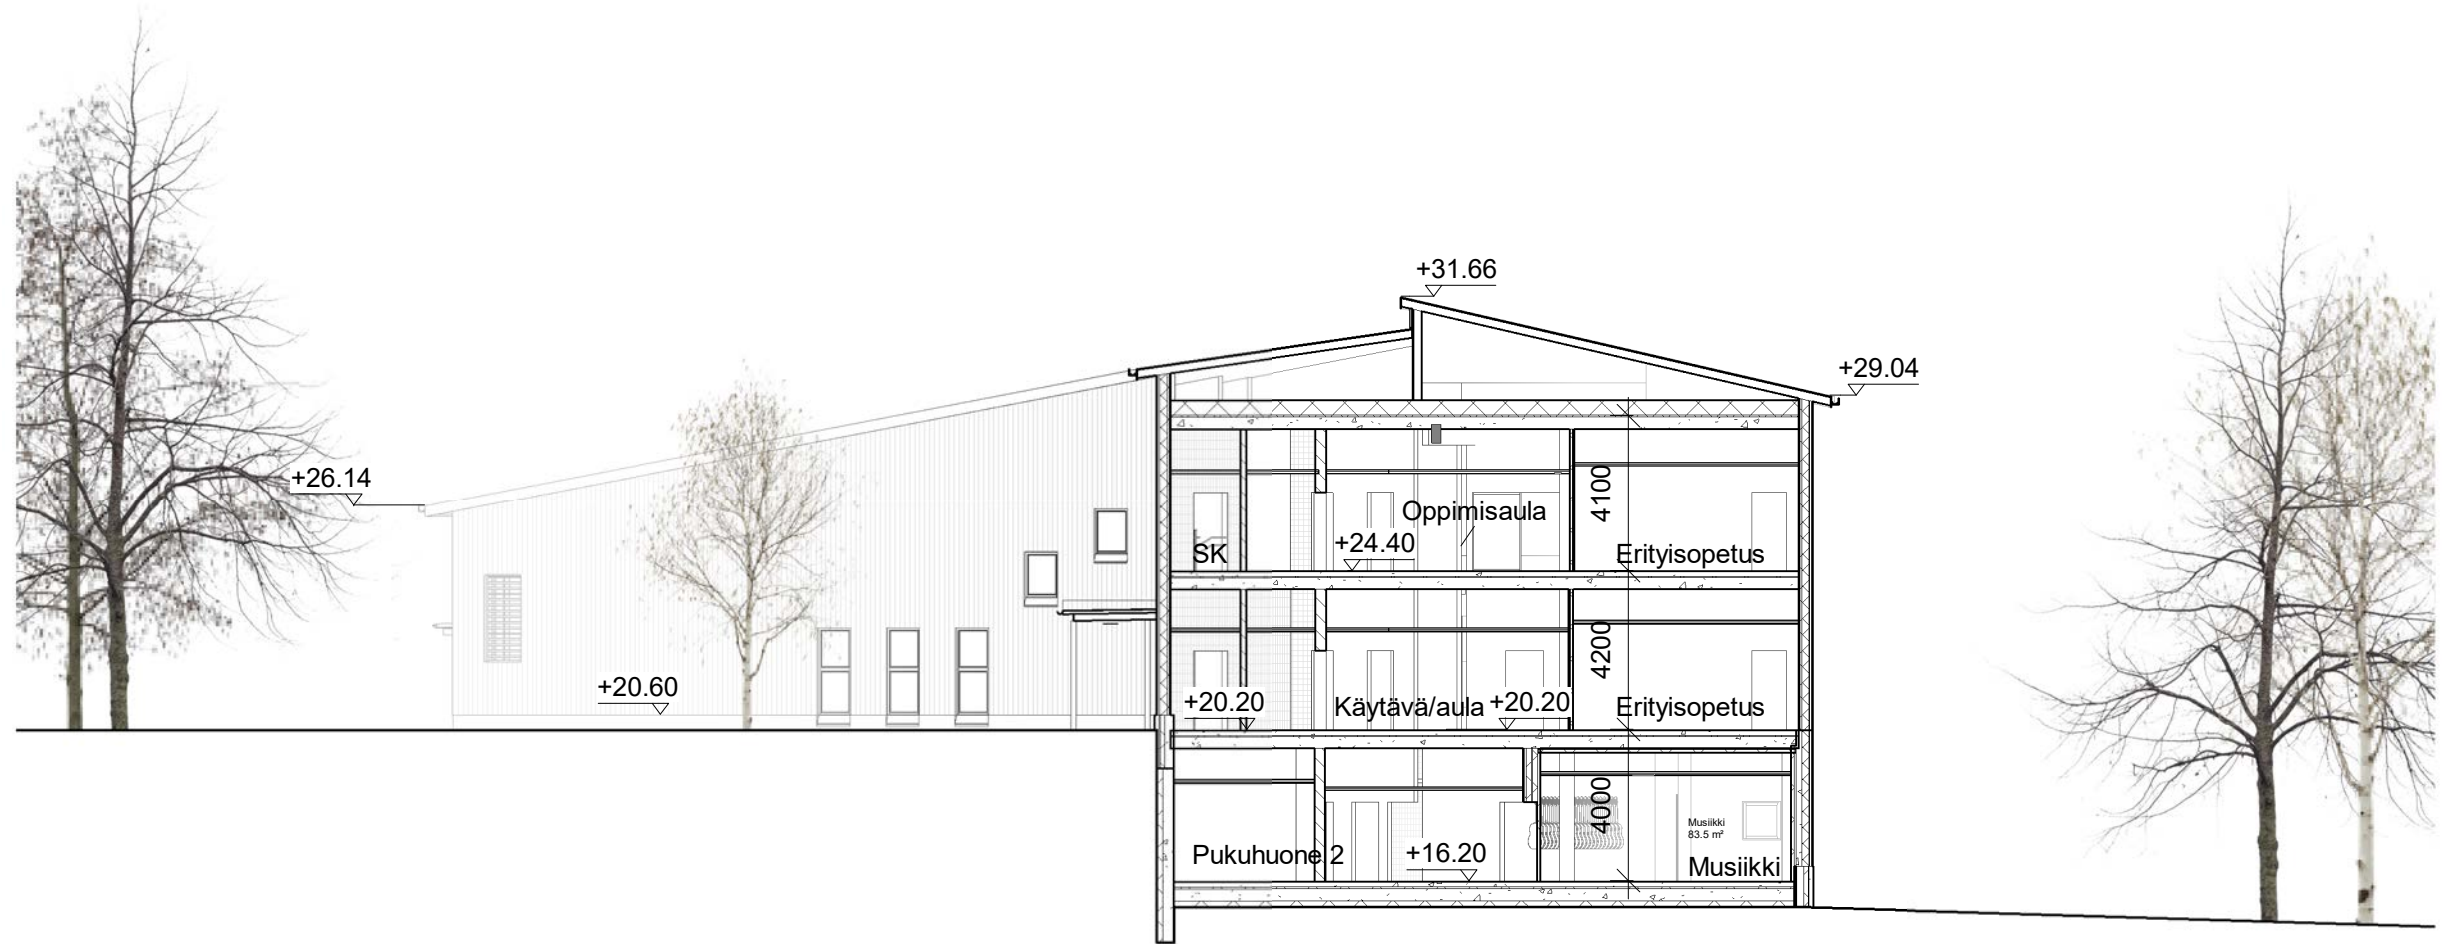 +31.66
+29.04
+26.14
4100
Oppimisaula
+24.40
SK
Erityisopetus
4200
+20.60
+20.20
Käytävä/aula
+20.20
Erityisopetus
4000
Musiikki
83.5 m²
Pukuhuone 2
+16.20
Musiikki